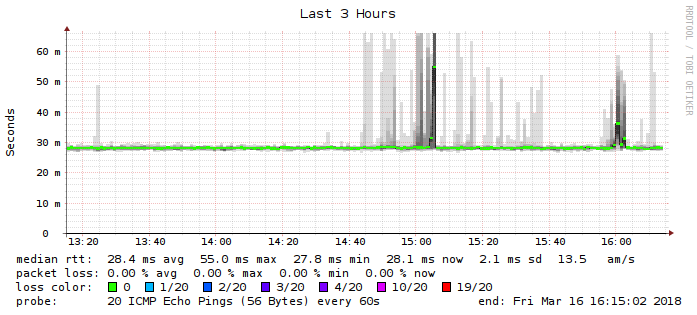 Last 3 Hours
RRDTOOL / TOBI OETIKER
Seconds
60 m
50 m
40 m
30 m
20 m
10 m
0
13:20 13:40 14:00 14:20 14:40 15:00 15:20 15:40 16:00
median rtt: 28.4 ms avg 55.0 ms max 27.8 ms min 28.1 ms now 2.1 ms sd 13.5 am/s
packet loss: 0.00 % avg 0.00 % max 0.00 % min 0.00 % now
loss color: 0 1/20 2/20 3/20 4/20 10/20 19/20
probe: 20 ICMP Echo Pings (56 Bytes) every 60s end: Fri Mar 16 16:15:02 2018